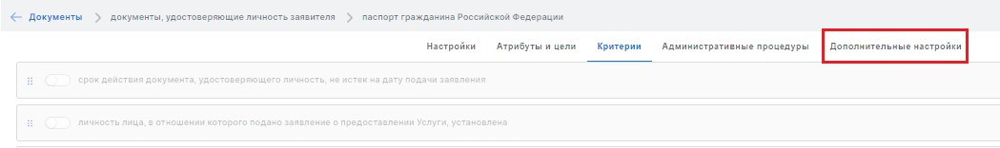 Документы документы, удостоверяющие личность заявителя паспорт гражданина Российской Федерации
Настройки Атрибуты и цели Критерии Административные процедуры Дополнительные настройки
срок действия документа, удостоверяющего личность, не истек на дату подачи заявления
личность лица, в отношении которого подано заявление о предоставлении Услуги, установлена